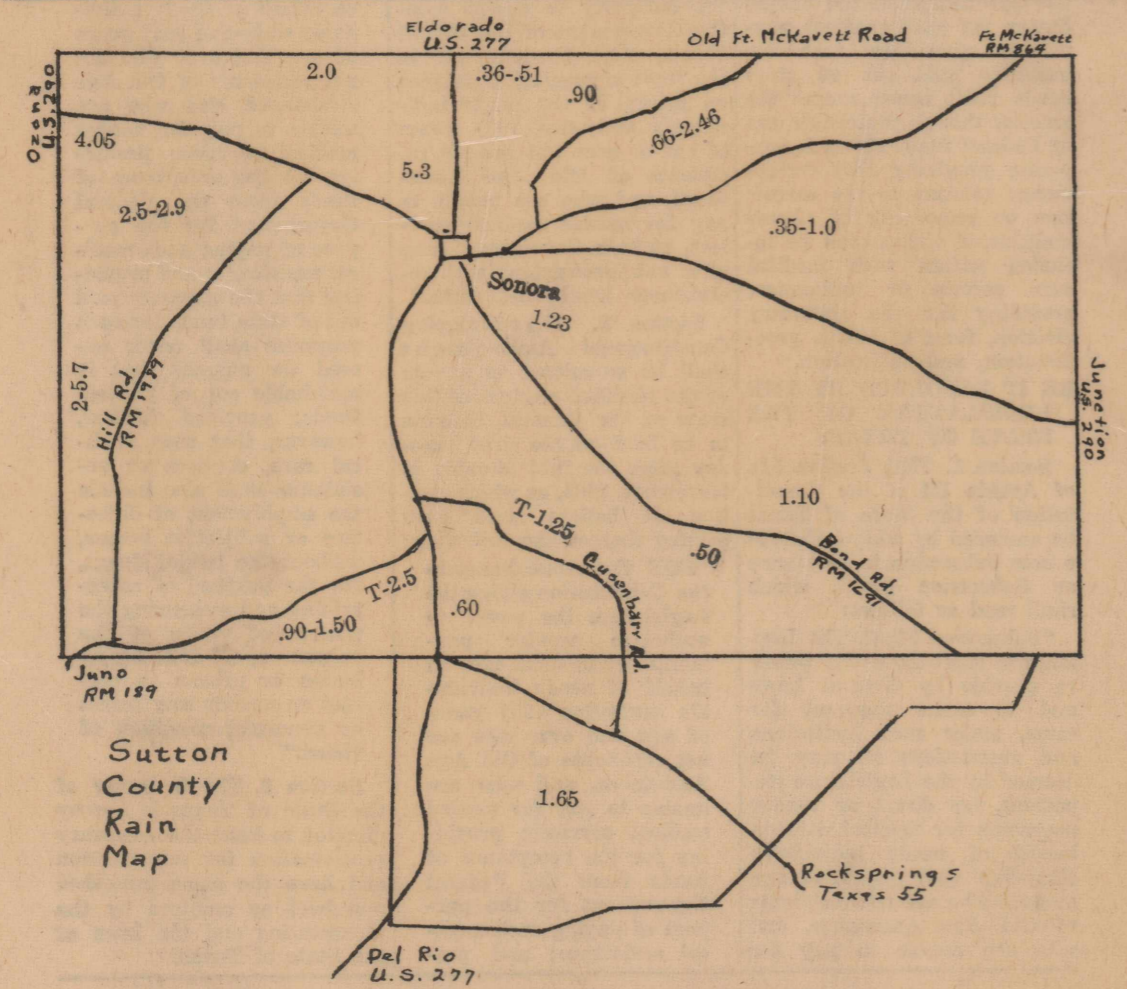 Eldorado
U.S. 277
Old Ft. McKavett Road
Ft McKavett
RM 864
Ozona
U.S. 290
2.0
.36-.51
.90
4.05
.66-2.46
5.3
2.5-2.9
.35-1.0
Sonora
1.23
2-5.7
Hill Rd.
RM 1989
Junction
U.S. 290
1.10
T-1.25
.50
Bond Rd.
RM 1691
Cusenbary Rd.
T-2.5
.60
.90-1.50
Juno
RM 189
Sutton
County
Rain
Map
1.65
Rocksprings
Texas 55
Del Rio
U.S. 277